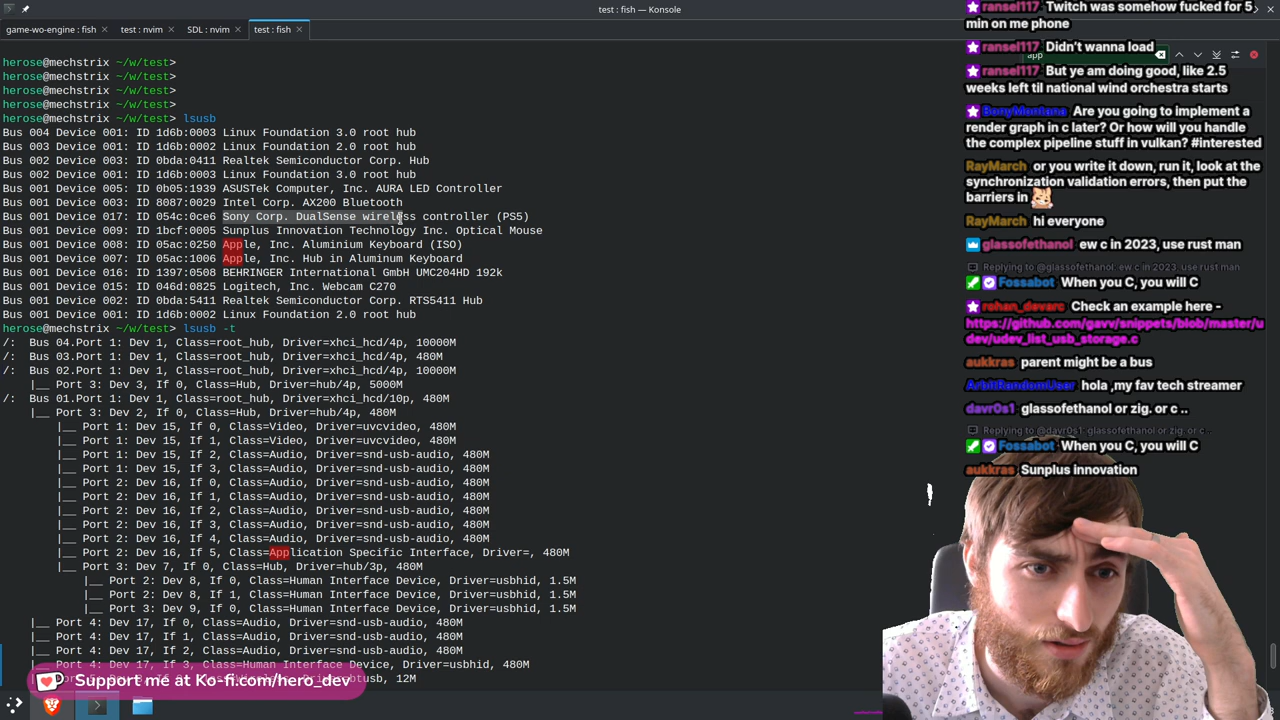 test : fish — Konsole
game-wo-engine : fish
test : nvim
SDL : nvim
test : fish
app
herose@mechstrix ~/w/test>
herose@mechstrix ~/w/test>
herose@mechstrix ~/w/test>
herose@mechstrix ~/w/test>
herose@mechstrix ~/w/test> lsusb
Bus 004 Device 001: ID 1d6b:0003 Linux Foundation 3.0 root hub
Bus 003 Device 001: ID 1d6b:0002 Linux Foundation 2.0 root hub
Bus 002 Device 003: ID 0bda:0411 Realtek Semiconductor Corp. Hub
Bus 002 Device 001: ID 1d6b:0003 Linux Foundation 3.0 root hub
Bus 001 Device 005: ID 0b05:1939 ASUSTek Computer, Inc. AURA LED Controller
Bus 001 Device 003: ID 8087:0029 Intel Corp. AX200 Bluetooth
Bus 001 Device 017: ID 054c:0ce6 Sony Corp. DualSense wireless controller (PS5)
Bus 001 Device 009: ID 1bcf:0005 Sunplus Innovation Technology Inc. Optical Mouse
Bus 001 Device 008: ID 05ac:0250 Apple, Inc. Aluminium Keyboard (ISO)
Bus 001 Device 007: ID 05ac:1006 Apple, Inc. Hub in Aluminum Keyboard
Bus 001 Device 016: ID 1397:0508 BEHRINGER International GmbH UMC204HD 192k
Bus 001 Device 015: ID 046d:0825 Logitech, Inc. Webcam C270
Bus 001 Device 002: ID 0bda:5411 Realtek Semiconductor Corp. RTS5411 Hub
Bus 001 Device 001: ID 1d6b:0002 Linux Foundation 2.0 root hub
herose@mechstrix ~/w/test> lsusb -t
/:  Bus 04.Port 1: Dev 1, Class=root_hub, Driver=xhci_hcd/4p, 10000M
/:  Bus 03.Port 1: Dev 1, Class=root_hub, Driver=xhci_hcd/4p, 480M
/:  Bus 02.Port 1: Dev 1, Class=root_hub, Driver=xhci_hcd/4p, 10000M
|__ Port 3: Dev 3, If 0, Class=Hub, Driver=hub/4p, 5000M
/:  Bus 01.Port 1: Dev 1, Class=root_hub, Driver=xhci_hcd/10p, 480M
|__ Port 3: Dev 2, If 0, Class=Hub, Driver=hub/4p, 480M
|__ Port 1: Dev 15, If 0, Class=Video, Driver=uvcvideo, 480M
|__ Port 1: Dev 15, If 1, Class=Video, Driver=uvcvideo, 480M
|__ Port 1: Dev 15, If 2, Class=Audio, Driver=snd-usb-audio, 480M
|__ Port 1: Dev 15, If 3, Class=Audio, Driver=snd-usb-audio, 480M
|__ Port 2: Dev 16, If 0, Class=Audio, Driver=snd-usb-audio, 480M
|__ Port 2: Dev 16, If 1, Class=Audio, Driver=snd-usb-audio, 480M
|__ Port 2: Dev 16, If 2, Class=Audio, Driver=snd-usb-audio, 480M
|__ Port 2: Dev 16, If 3, Class=Audio, Driver=snd-usb-audio, 480M
|__ Port 2: Dev 16, If 4, Class=Audio, Driver=snd-usb-audio, 480M
|__ Port 2: Dev 16, If 5, Class=Application Specific Interface, Driver=, 480M
|__ Port 3: Dev 7, If 0, Class=Hub, Driver=hub/3p, 480M
|__ Port 2: Dev 8, If 0, Class=Human Interface Device, Driver=usbhid, 1.5M
|__ Port 2: Dev 8, If 1, Class=Human Interface Device, Driver=usbhid, 1.5M
|__ Port 3: Dev 9, If 0, Class=Human Interface Device, Driver=usbhid, 1.5M
|__ Port 4: Dev 17, If 0, Class=Audio, Driver=snd-usb-audio, 480M
|__ Port 4: Dev 17, If 1, Class=Audio, Driver=snd-usb-audio, 480M
|__ Port 4: Dev 17, If 2, Class=Audio, Driver=snd-usb-audio, 480M
|__ Port 4: Dev 17, If 3, Class=Human Interface Device, Driver=usbhid, 480M
btusb, 12M
Support me at Ko-fi.com/hero_dev
ransel117 Twitch was somehow fucked for 5
min on me phone
ransel117 Didn't wanna load
ransel117 But ye am doing good, like 2.5
weeks left til national wind orchestra starts
BonyMontana Are you going to implement a
render graph in c later? Or how will you handle
the complex pipeline stuff in vulkan? #interested
RayMarch or you write it down, run it, look at the
synchronization validation errors, then put the
barriers in
RayMarch hi everyone
glassofethanol ew c in 2023, use rust man
Replying to @glassofethanol: ew c in 2023, use rust man
Fossabot When you C, you will C
rohan_devarc Check an example here -
https://github.com/gavv/snippets/blob/master/u
dev/udev_list_usb_storage.c
aukkras parent might be a bus
ArbitRandomUser hola ,my fav tech streamer
davr0s1 glassofethanol or zig. or c ..
Replying to @davr0s1: glassofethanol or zig. or c ..
Fossabot When you C, you will C
aukkras Sunplus innovation